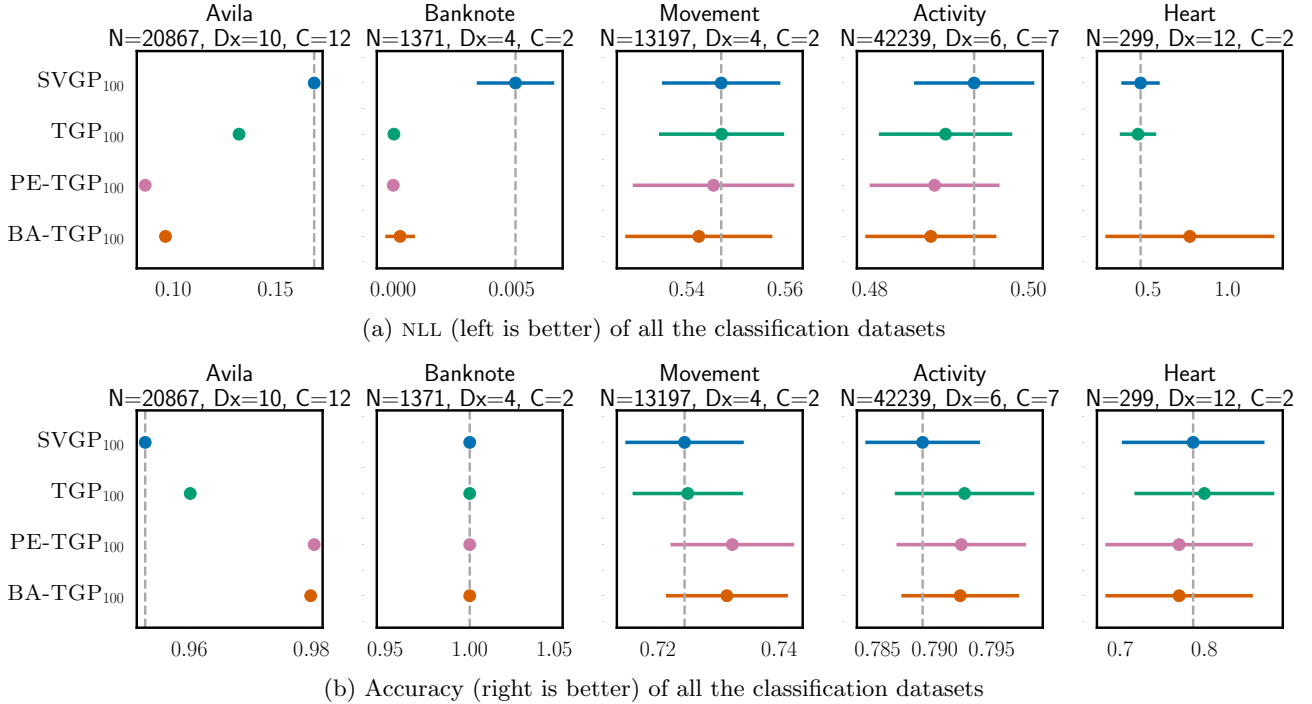 Avila Banknote Movement Activity Heart
N=20867, Dx=10, C=12 N=1371, Dx=4, C=2 N=13197, Dx=4, C=2 N=42239, Dx=6, C=7 N=299, Dx=12, C=2
SVGP₁₀₀
TGP₁₀₀
PE-TGP₁₀₀
BA-TGP₁₀₀
0.10 0.15 0.000 0.005 0.54 0.56 0.48 0.50 0.5 1.0
(a) NLL (left is better) of all the classification datasets
Avila Banknote Movement Activity Heart
N=20867, Dx=10, C=12 N=1371, Dx=4, C=2 N=13197, Dx=4, C=2 N=42239, Dx=6, C=7 N=299, Dx=12, C=2
SVGP₁₀₀
TGP₁₀₀
PE-TGP₁₀₀
BA-TGP₁₀₀
0.96 0.98 0.95 1.00 1.05 0.72 0.74 0.785 0.790 0.795 0.7 0.8
(b) Accuracy (right is better) of all the classification datasets